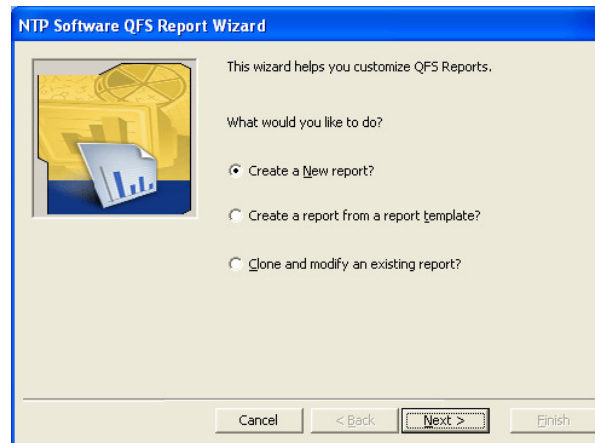 NTP Software QFS Report Wizard
This wizard helps you customize QFS Reports.
What would you like to do?
Create a New report?
Create a report from a report template?
Clone and modify an existing report?
Cancel
< Back
Next >
Finish